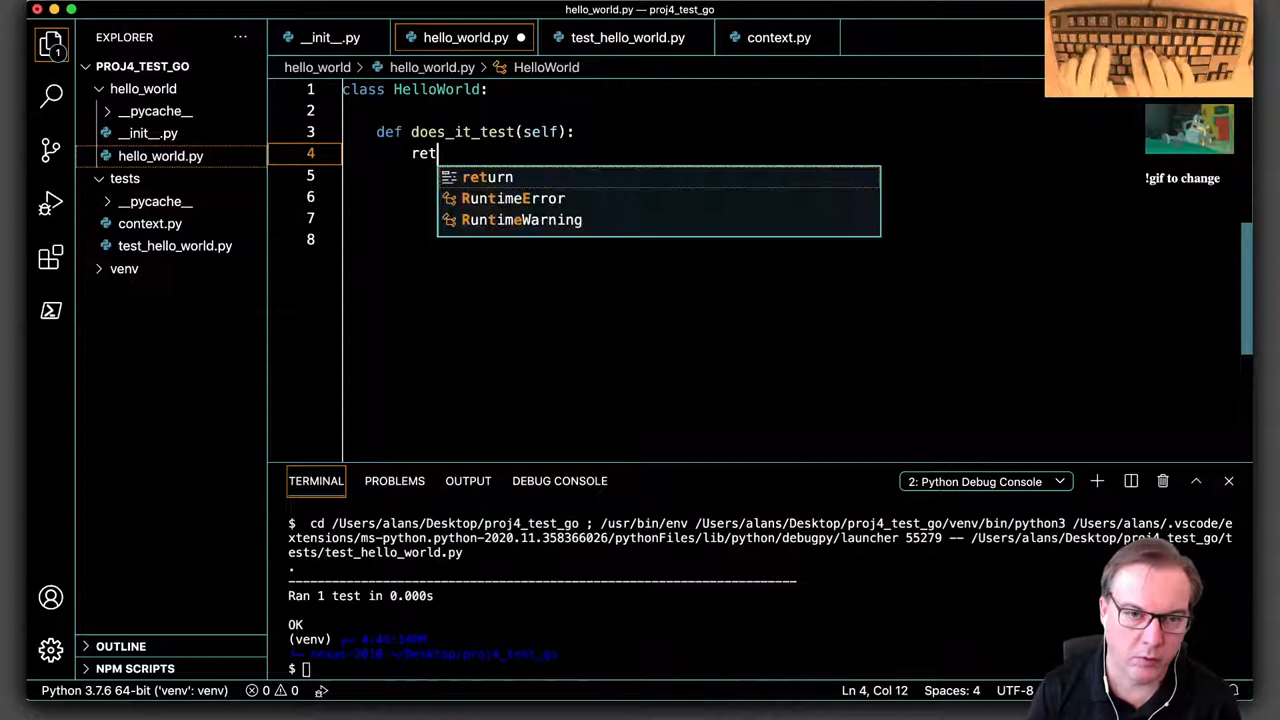 hello_world.py — proj4_test_go
EXPLORER
PROJ4_TEST_GO
hello_world
__pycache__
__init__.py
hello_world.py
tests
__pycache__
context.py
test_hello_world.py
venv
OUTLINE
NPM SCRIPTS
1
__init__.py
hello_world.py
test_hello_world.py
context.py
hello_world
hello_world.py
HelloWorld
1 class HelloWorld:
2
3 def does_it_test(self):
4 ret
5
6
7
8
return
RuntimeError
RuntimeWarning
!gif to change
TERMINAL
PROBLEMS
OUTPUT
DEBUG CONSOLE
2: Python Debug Console
$ cd /Users/alans/Desktop/proj4_test_go ; /usr/bin/env /Users/alans/Desktop/proj4_test_go/venv/bin/python3 /Users/alans/.vscode/e
xtensions/ms-python.python-2020.11.358366026/pythonFiles/lib/python/debugpy/launcher 55279 -- /Users/alans/Desktop/proj4_test_go/t
ests/test_hello_world.py
.
----------------------------------------------------------------------
Ran 1 test in 0.000s
OK
(venv)
~/Desktop/proj4_test_go
$
Python 3.7.6 64-bit ('venv': venv)
0
0
Ln 4, Col 12
Spaces: 4
UTF-8